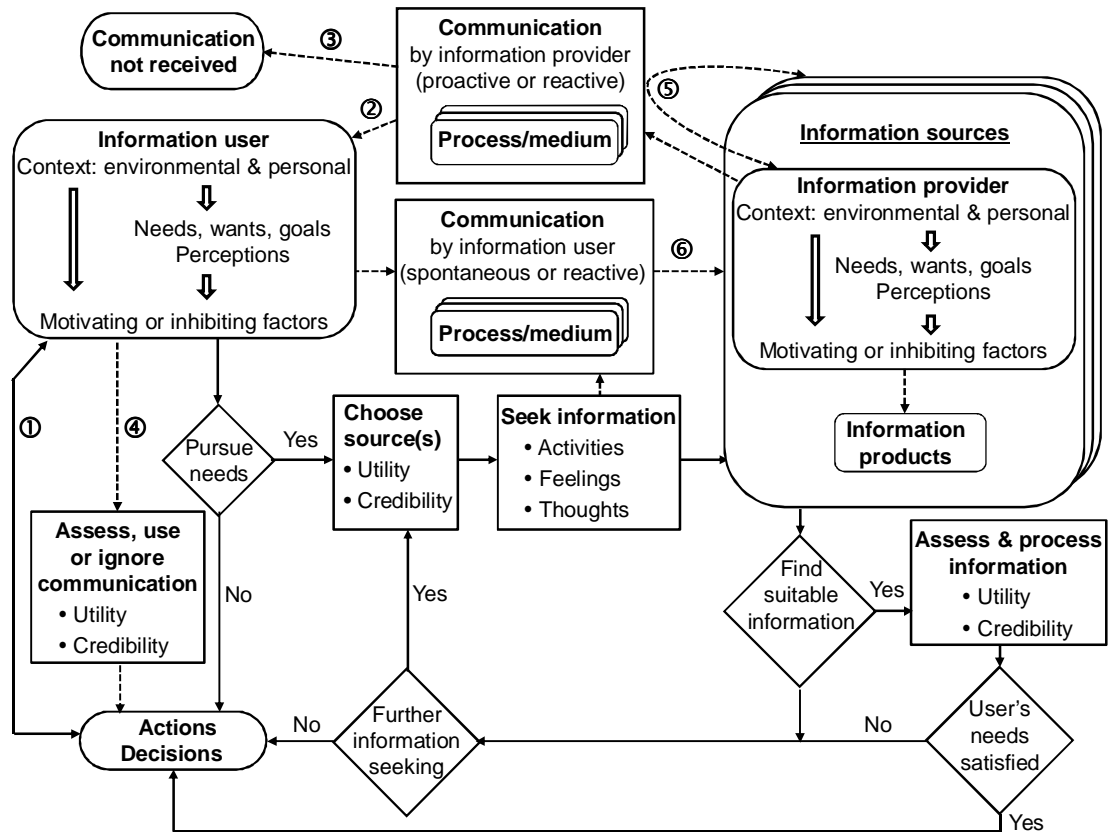 Communication
not received
③
Communication
by information provider
(proactive or reactive)
Process/medium
②
⑤
Information user
Context: environmental & personal
Needs, wants, goals
Perceptions
Motivating or inhibiting factors
Communication
by information user
(spontaneous or reactive)
Process/medium
⑥
Information sources
Information provider
Context: environmental & personal
Needs, wants, goals
Perceptions
Motivating or inhibiting factors
Information
products
①
④
Pursue
needs
Yes
No
Choose
source(s)
• Utility
• Credibility
Seek information
• Activities
• Feelings
• Thoughts
Assess, use
or ignore
communication
• Utility
• Credibility
Find
suitable
information
Yes
Assess & process
information
• Utility
• Credibility
Yes
Actions
Decisions
No
Further
information
seeking
No
User’s
needs
satisfied
Yes